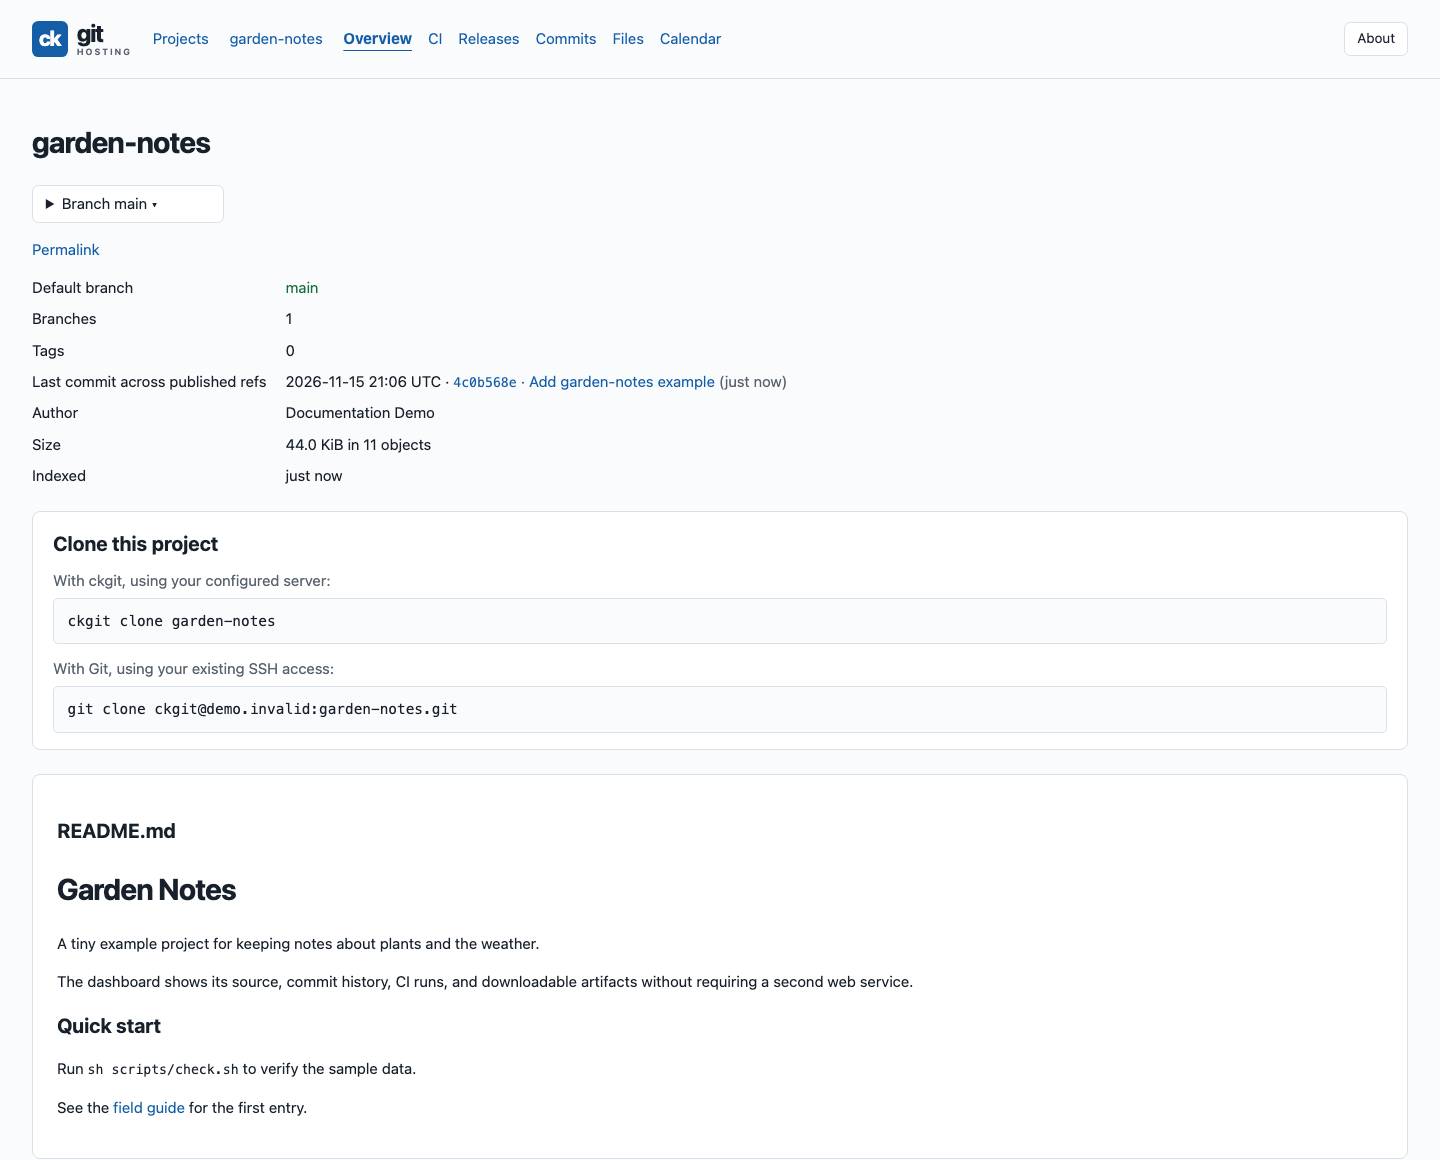 ck git HOSTING Projects garden-notes Overview CI Releases Commits Files Calendar About
garden-notes
▶ Branch main ▾
Permalink
Default branch main
Branches 1
Tags 0
Last commit across published refs 2026-11-15 21:06 UTC · 4c0b568e · Add garden-notes example (just now)
Author Documentation Demo
Size 44.0 KiB in 11 objects
Indexed just now
Clone this project
With ckgit, using your configured server:
ckgit clone garden-notes
With Git, using your existing SSH access:
git clone ckgit@demo.invalid:garden-notes.git
README.md
Garden Notes
A tiny example project for keeping notes about plants and the weather.
The dashboard shows its source, commit history, CI runs, and downloadable artifacts without requiring a second web service.
Quick start
Run sh scripts/check.sh to verify the sample data.
See the field guide for the first entry.